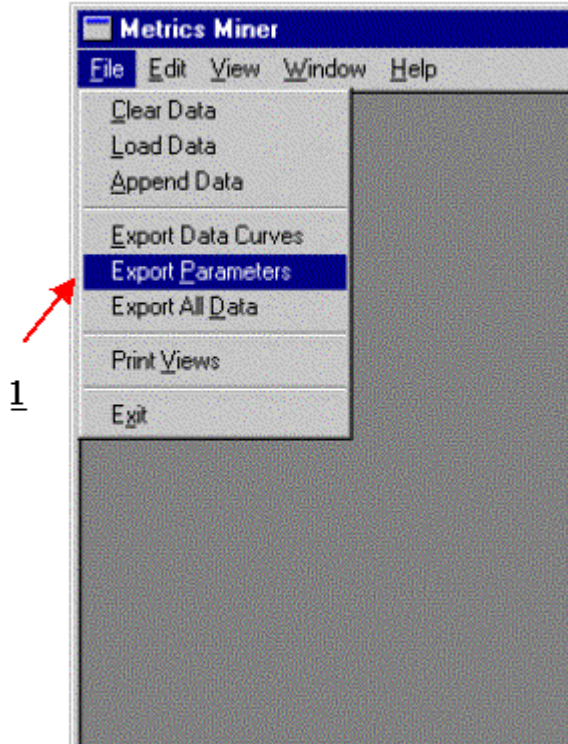 Metrics Miner
File Edit View Window Help
Clear Data
Load Data
Append Data
Export Data Curves
Export Parameters
Export All Data
1
Print Views
Exit